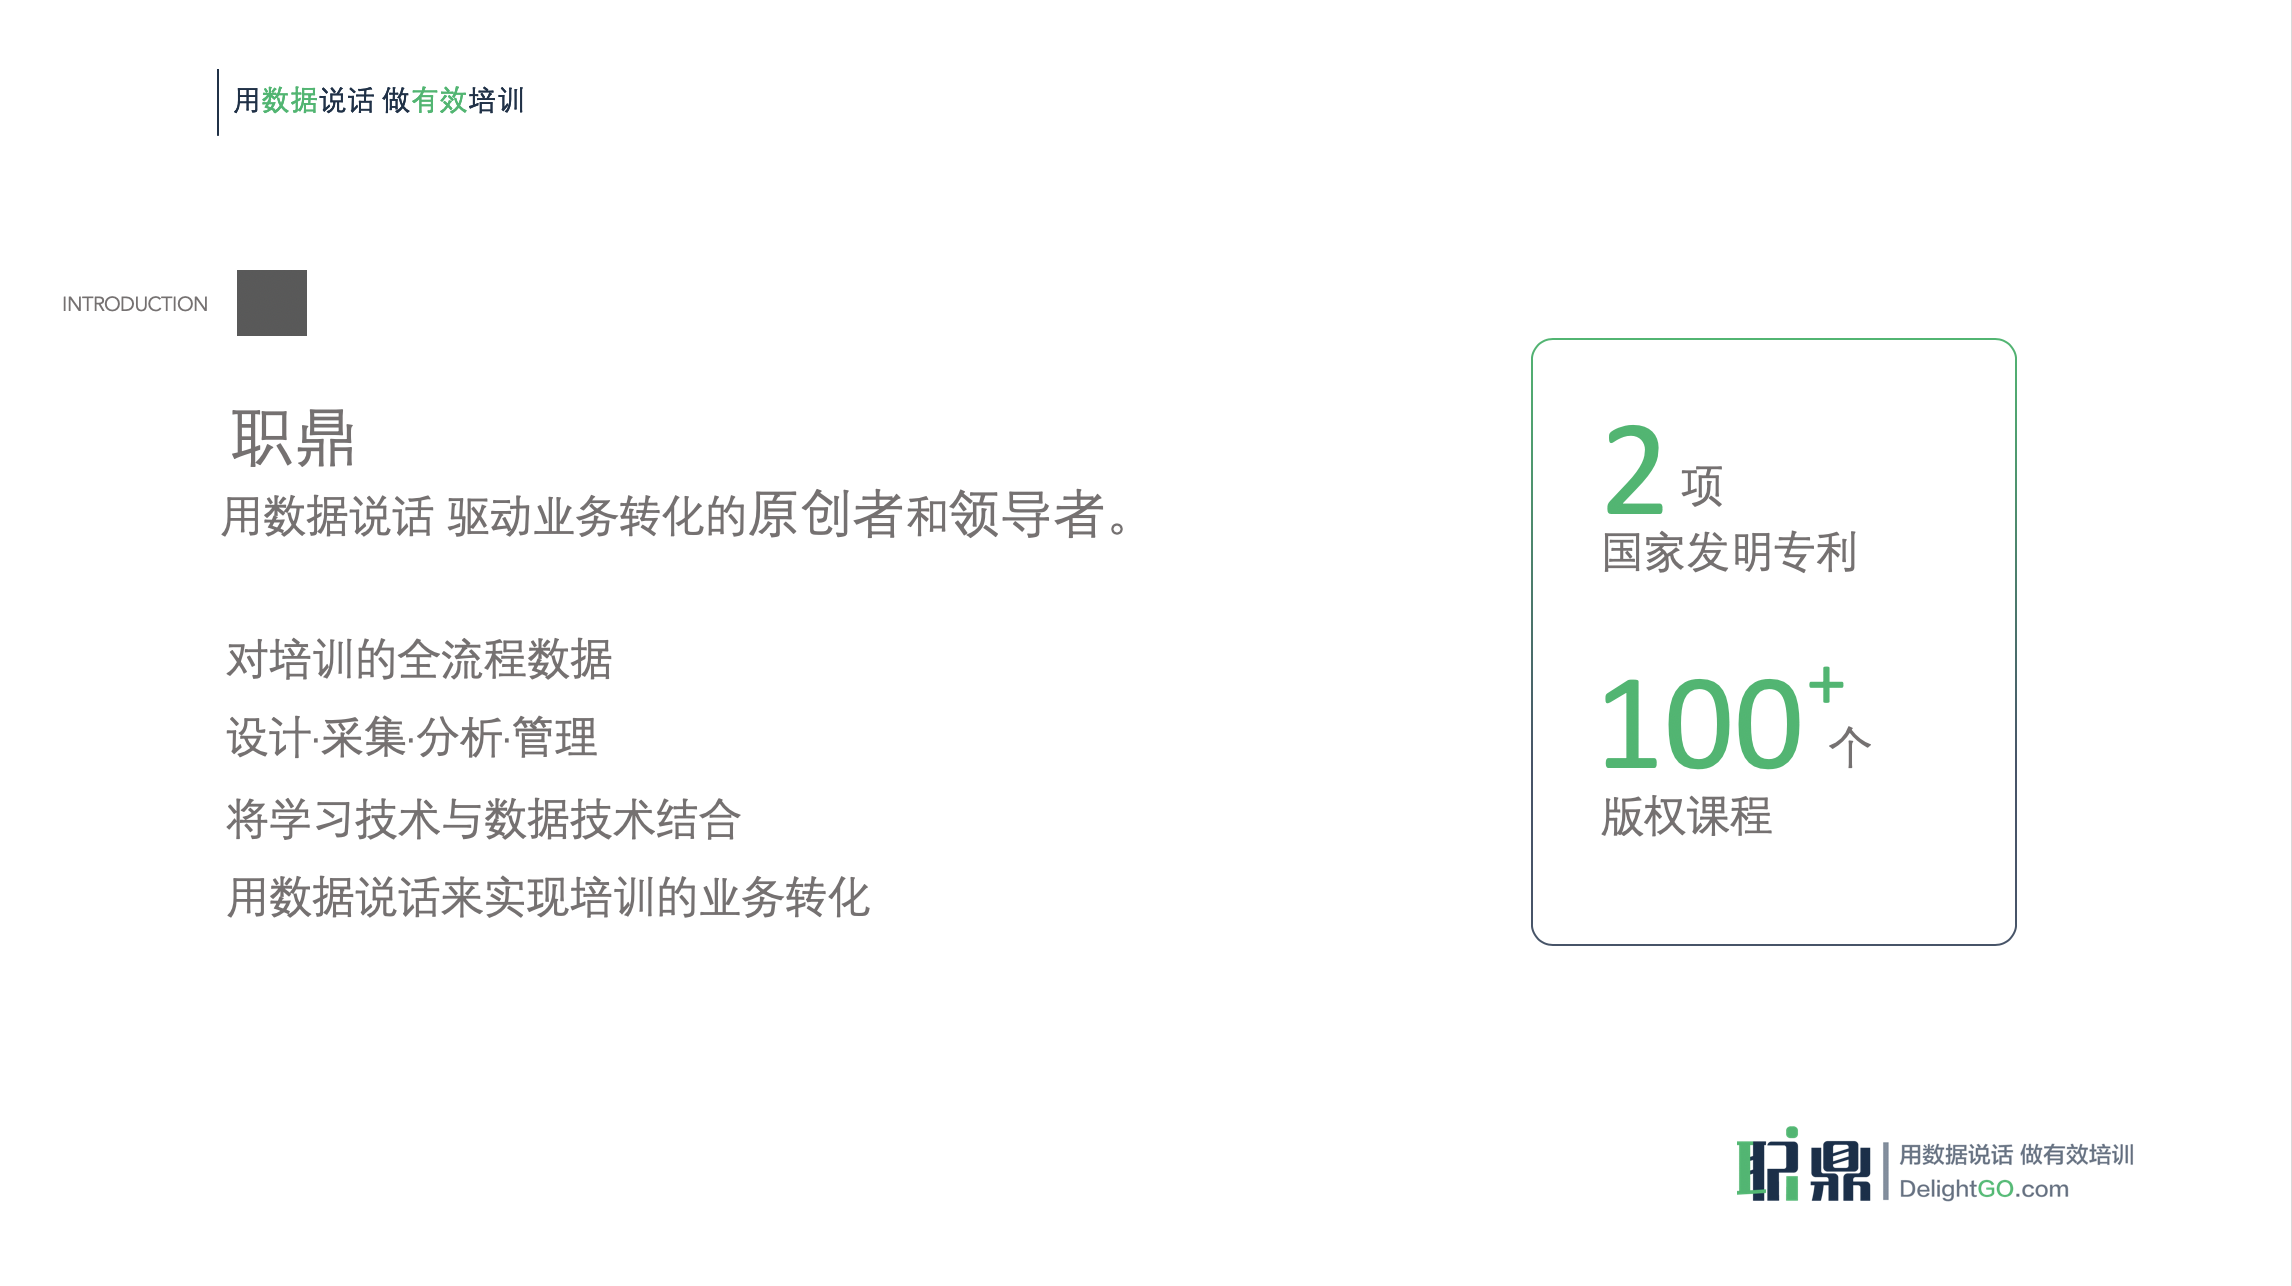 用数据说话 做有效培训
INTRODUCTION
职鼎
用数据说话 驱动业务转化的原创者和领导者。
对培训的全流程数据
设计·采集·分析·管理
将学习技术与数据技术结合
用数据说话来实现培训的业务转化
2 项
国家发明专利
100+个
版权课程
职鼎
用数据说话 做有效培训
DelightGO.com